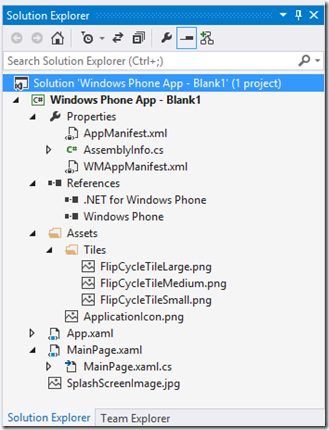 Solution Explorer
Search Solution Explorer (Ctrl+;)
Solution 'Windows Phone App - Blank1' (1 project)
C# Windows Phone App - Blank1
Properties
AppManifest.xml
AssemblyInfo.cs
WMAppManifest.xml
References
.NET for Windows Phone
Windows Phone
Assets
Tiles
FlipCycleTileLarge.png
FlipCycleTileMedium.png
FlipCycleTileSmall.png
ApplicationIcon.png
App.xaml
MainPage.xaml
MainPage.xaml.cs
SplashScreenImage.jpg
Solution Explorer Team Explorer